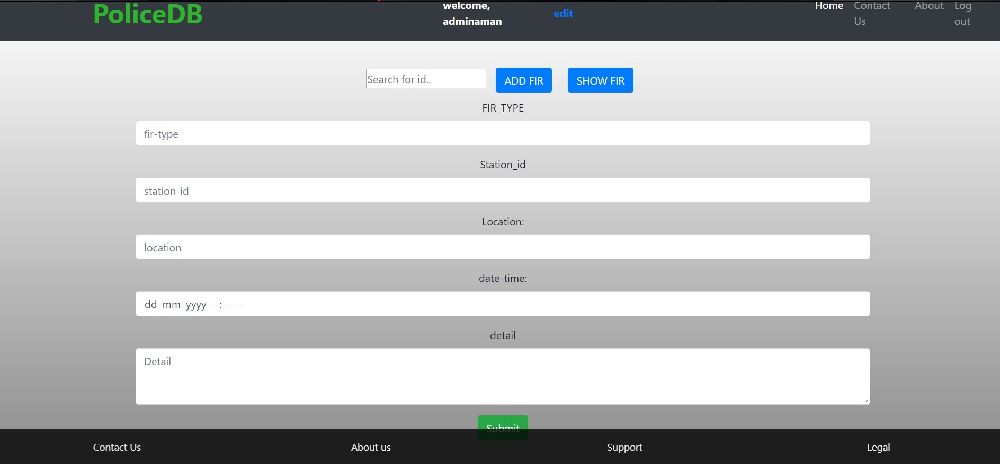 PoliceDB
welcome,
adminaman
edit
Home
Contact
Us
About
Log
out
Search for id..
ADD FIR
SHOW FIR
FIR_TYPE
fir-type
Station_id
station-id
Location:
location
date-time:
dd-mm-yyyy --:-- --
detail
Detail
Submit
Contact Us
About us
Support
Legal